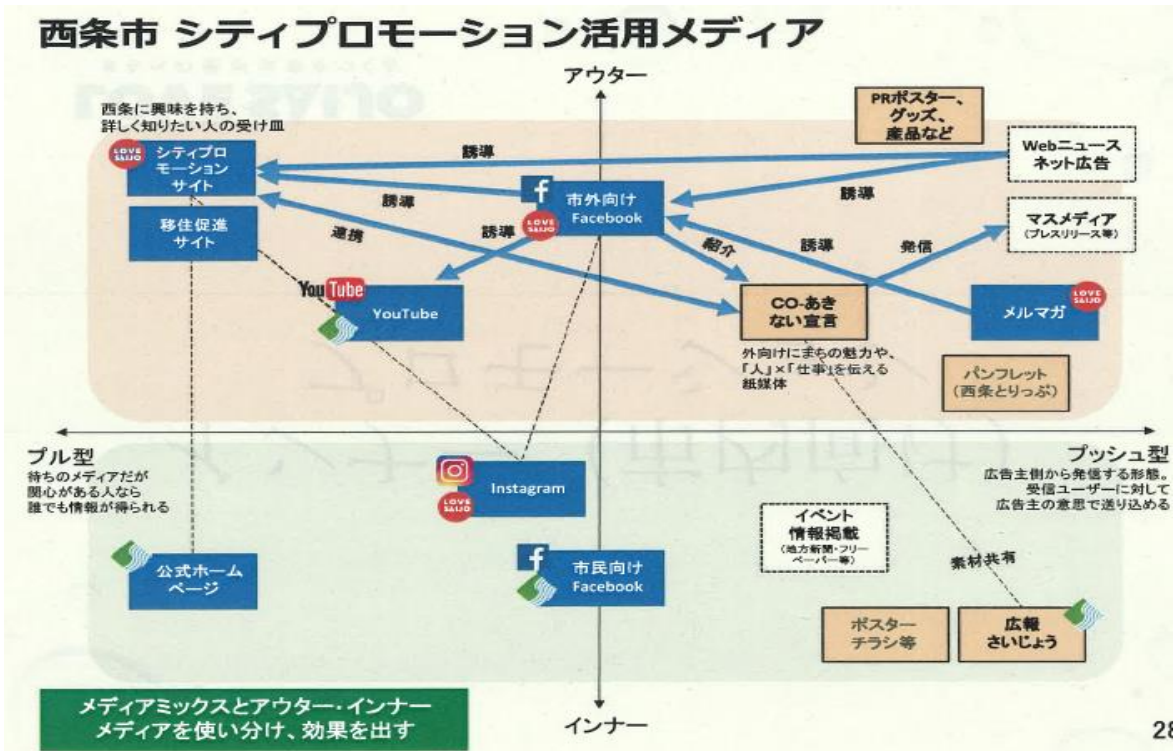 西条市 シティプロモーション活用メディア
アウター
西条に興味を持ち、
詳しく知りたい人の受け皿
PRポスター、
グッズ、
産品など
LOVE
SAIJO
シティプロ
モーション
サイト
誘導
Webニュース
ネット広告
移住促進
サイト
誘導
市外向け
Facebook
LOVE
SAIJO
誘導
マスメディア
(プレスリリース等)
連携
誘導
紹介
誘導
発信
YouTube
YouTube
CO-あき
ない宣言
メルマガ
LOVE
SAIJO
外向けにまちの魅力や、
「人」×「仕事」を伝える
紙媒体
パンフレット
(西条とりっぷ)
プル型
待ちのメディアだが
関心がある人なら
誰でも情報が得られる
プッシュ型
広告主側から発信する形態。
受信ユーザーに対して
広告主の意思で送り込める
Instagram
LOVE
SAIJO
イベント
情報掲載
(地方新聞・フリー
ペーパー等)
公式ホーム
ページ
市民向け
Facebook
素材共有
ポスター
チラシ等
広報
さいじょう
メディアミックスとアウター・インナー
メディアを使い分け、効果を出す
インナー
28